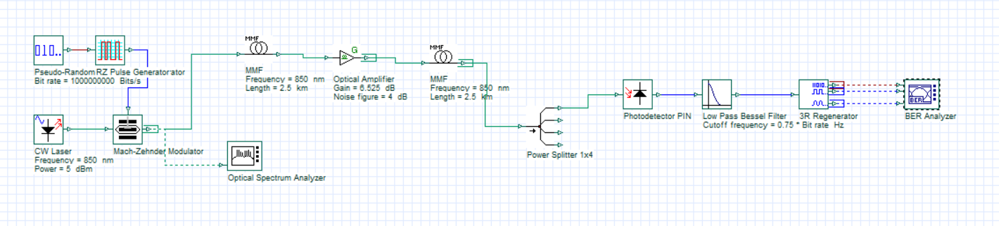 MMF
MMF
G
010..
Pseudo-Random RZ Pulse Generator
Bit rate = 1000000000 Bits/s
MMF
Frequency = 850 nm
Length = 2.5 km
Optical Amplifier
Gain = 6.525 dB
Noise figure = 4 dB
MMF
Frequency = 850 nm
Length = 2.5 km
BER
Photodetector PIN
Low Pass Bessel Filter
Cutoff frequency = 0.75 * Bit rate Hz
3R Regenerator
BER Analyzer
CW Laser
Frequency = 850 nm
Power = 5 dBm
Mach-Zehnder Modulator
Power Splitter 1x4
Optical Spectrum Analyzer